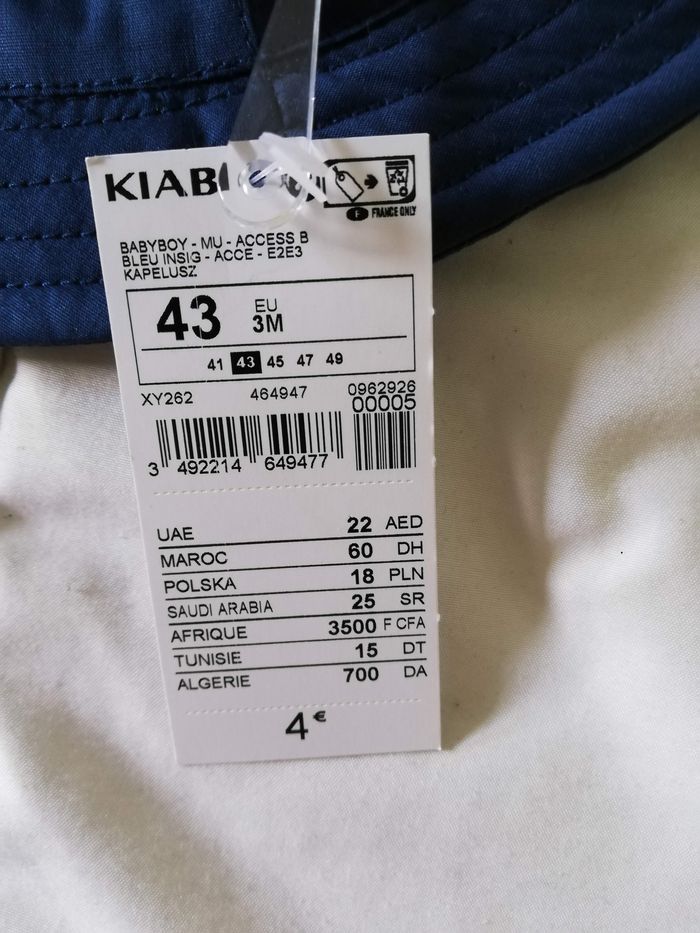 KIABI
F FRANCE ONLY
BABYBOY - MU - ACCESS B
BLEU INSIG - ACCE - E2E3
KAPELUSZ
43 EU 3M
41 43 45 47 49
XY262 464947 0962926
00005
3 492214 649477
UAE 22 AED
MAROC 60 DH
POLSKA 18 PLN
SAUDI ARABIA 25 SR
AFRIQUE 3500 F CFA
TUNISIE 15 DT
ALGERIE 700 DA
4€